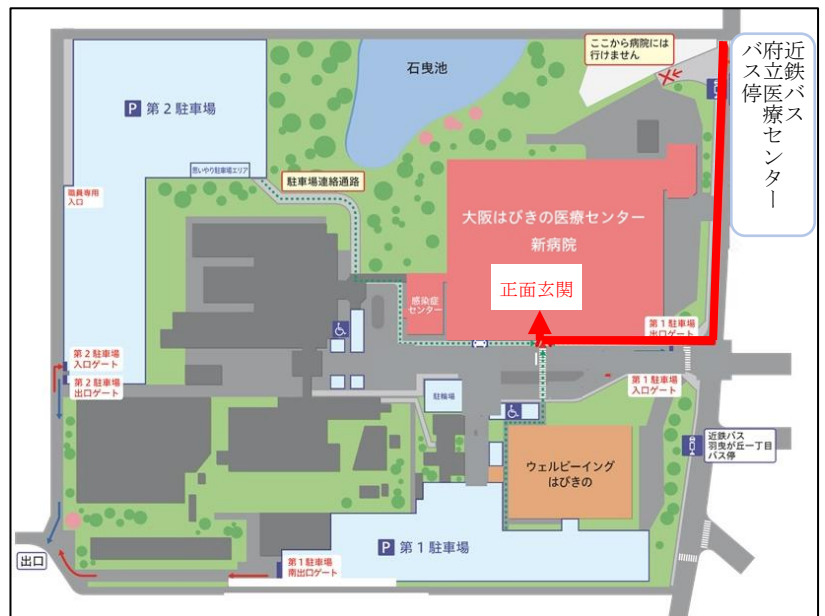 ここから病院には
行けません
近鉄バス
府立医療センター
バス停
石曳池
P 第2駐車場
思いやり駐車場エリア
駐車場連絡通路
職員専用
入口
大阪はびきの医療センター
新病院
正面玄関
感染症
センター
第1駐車場
出口ゲート
第2駐車場
入口ゲート
第2駐車場
出口ゲート
第1駐車場
入口ゲート
駐輪場
近鉄バス
羽曳が丘一丁目
バス停
ウェルビーイング
はびきの
P 第1駐車場
出口
第1駐車場
南出口ゲート